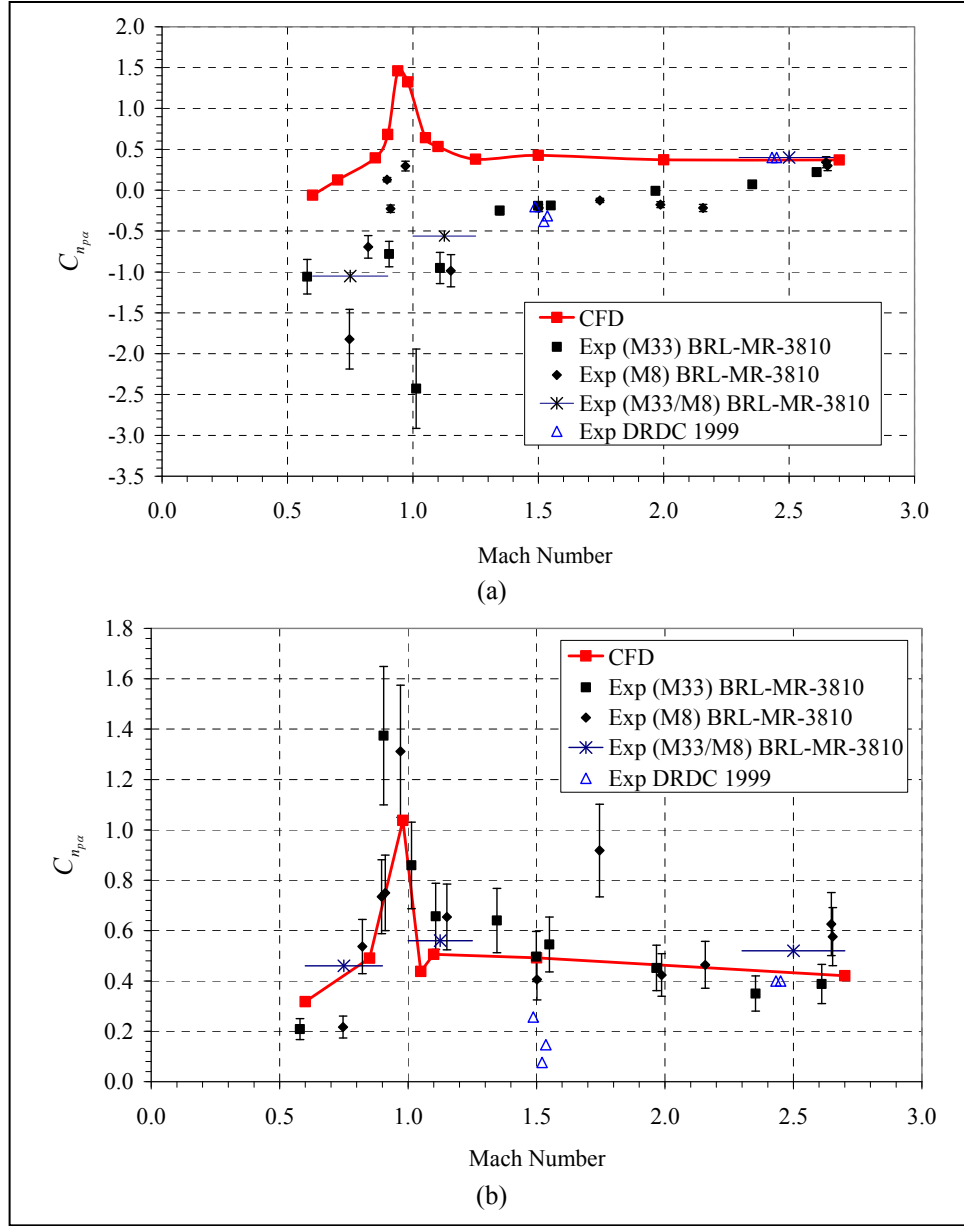 2.0
1.5
1.0
0.5
0.0
-0.5
-1.0
-1.5
-2.0
-2.5
-3.0
-3.5
C_{n_{pα}}
CFD
Exp (M33) BRL-MR-3810
Exp (M8) BRL-MR-3810
Exp (M33/M8) BRL-MR-3810
Exp DRDC 1999
0.0 0.5 1.0 1.5 2.0 2.5 3.0
Mach Number
(a)
1.8
1.6
1.4
1.2
1.0
0.8
0.6
0.4
0.2
0.0
C_{n_{pα}}
CFD
Exp (M33) BRL-MR-3810
Exp (M8) BRL-MR-3810
Exp (M33/M8) BRL-MR-3810
Exp DRDC 1999
0.0 0.5 1.0 1.5 2.0 2.5 3.0
Mach Number
(b)